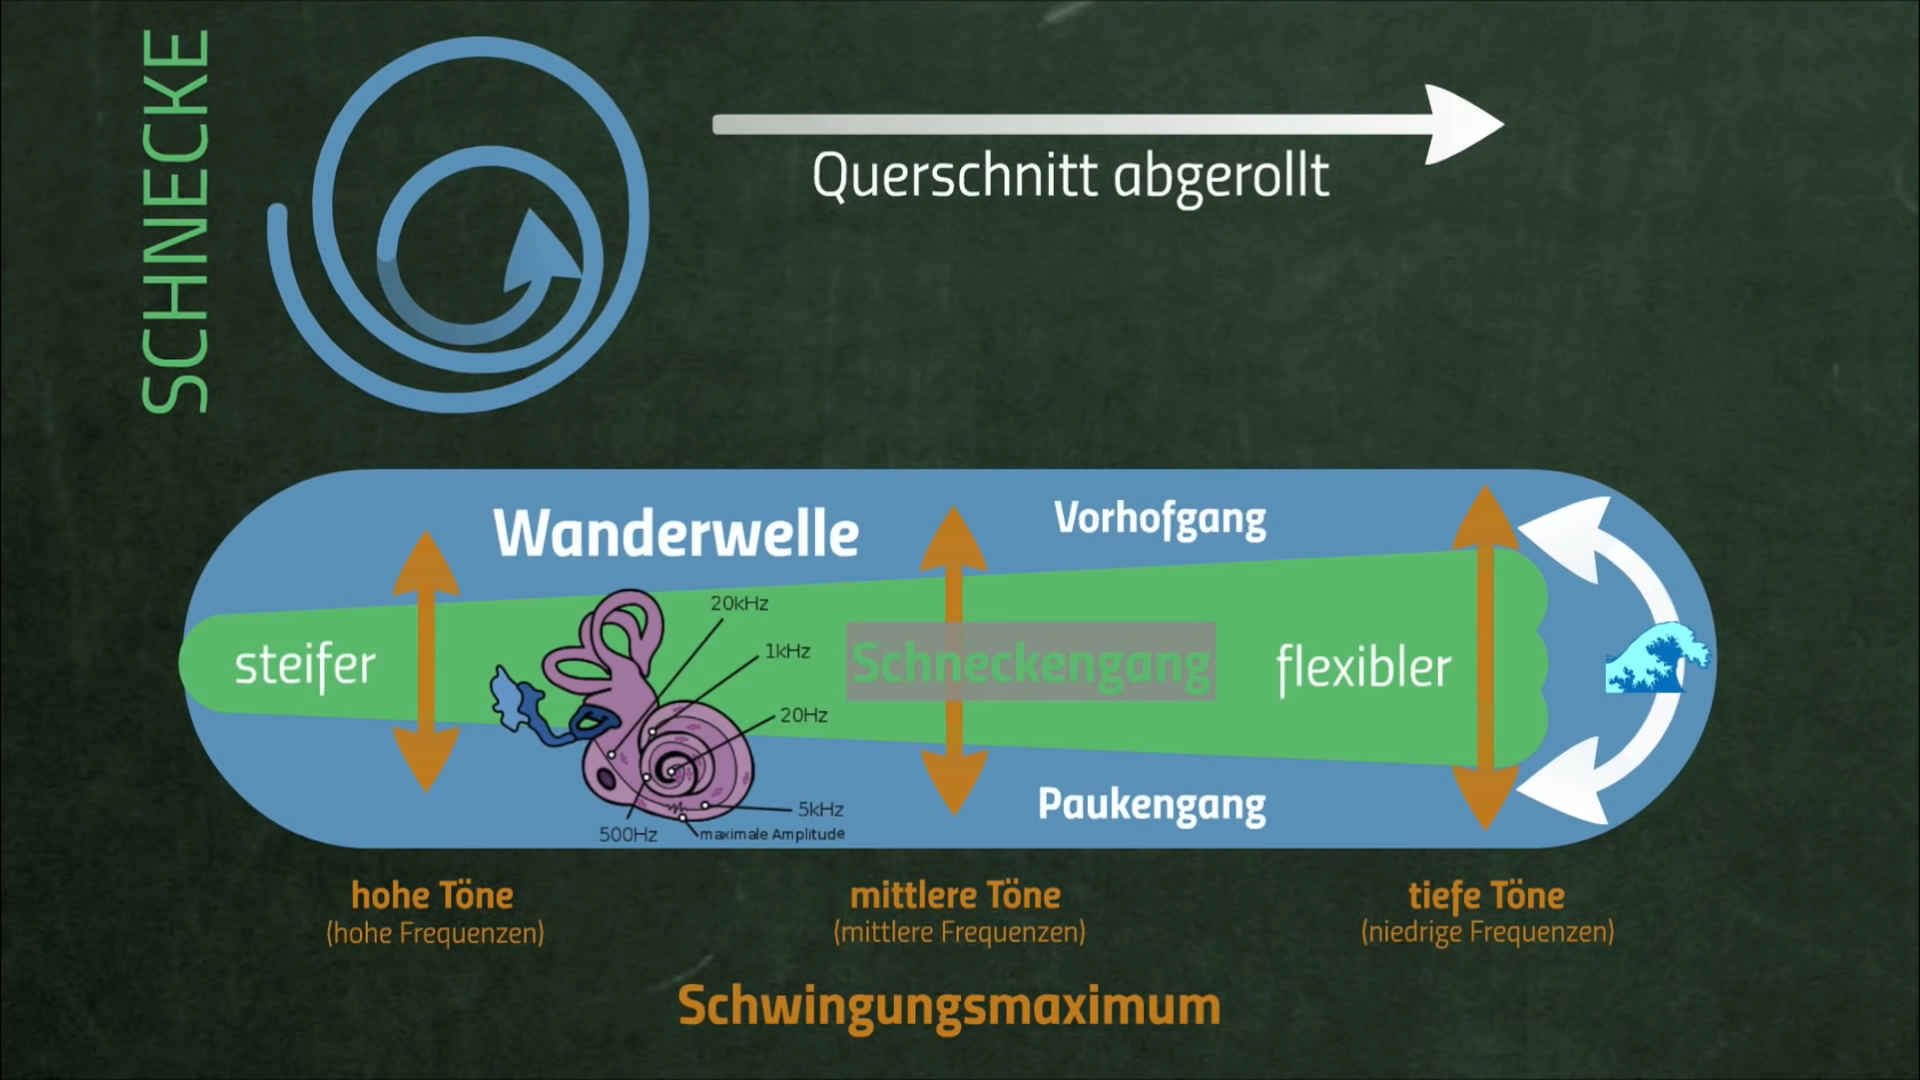 SCHNECKE
Querschnitt abgerollt
Wanderwelle
Vorhofgang
20kHz
1kHz
steifer
Schneckengang
flexibler
20Hz
Paukengang
5kHz
500Hz
maximale Amplitude
hohe Töne
(hohe Frequenzen)
mittlere Töne
(mittlere Frequenzen)
tiefe Töne
(niedrige Frequenzen)
Schwingungsmaximum